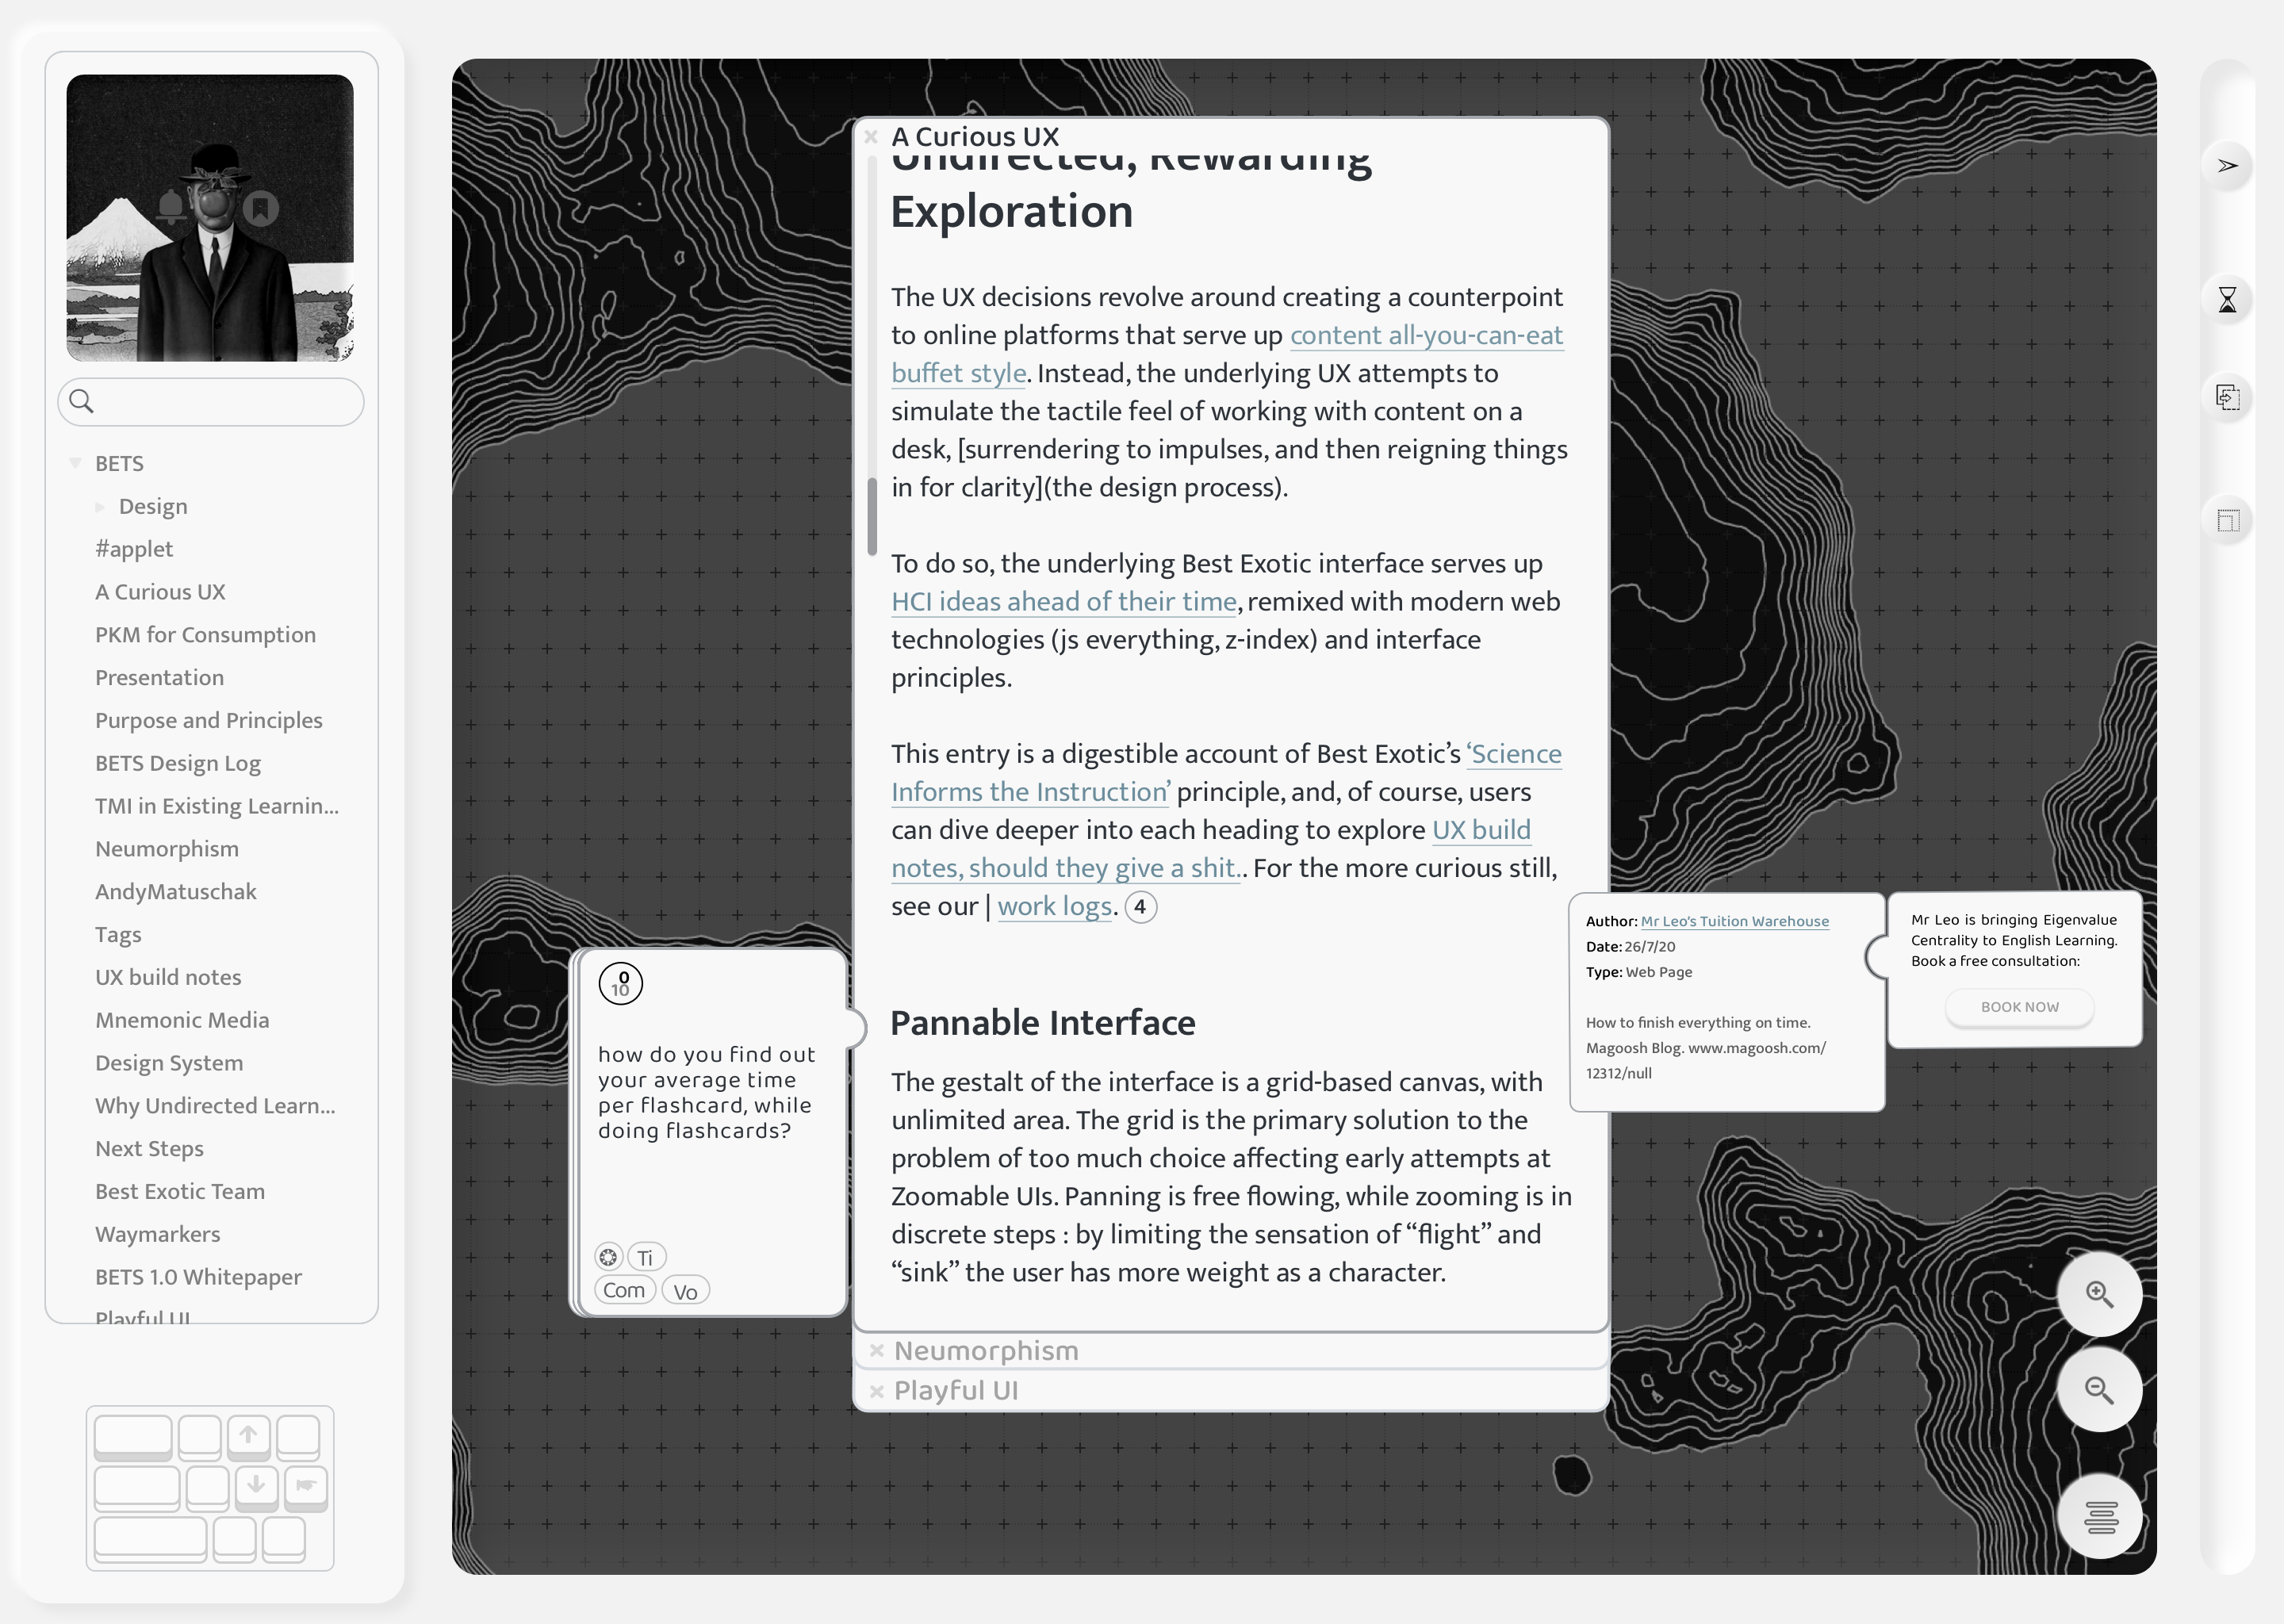 BETS
Design
#applet
A Curious UX
PKM for Consumption
Presentation
Purpose and Principles
BETS Design Log
TMI in Existing Learnin...
Neumorphism
AndyMatuschak
Tags
UX build notes
Mnemonic Media
Design System
Why Undirected Learn...
Next Steps
Best Exotic Team
Waymarkers
BETS 1.0 Whitepaper
Playful UI
A Curious UX
Undirected, Rewarding
Exploration
The UX decisions revolve around creating a counterpoint
to online platforms that serve up content all-you-can-eat
buffet style. Instead, the underlying UX attempts to
simulate the tactile feel of working with content on a
desk, [surrendering to impulses, and then reigning things
in for clarity](the design process).
To do so, the underlying Best Exotic interface serves up
HCI ideas ahead of their time, remixed with modern web
technologies (js everything, z-index) and interface
principles.
This entry is a digestible account of Best Exotic’s ‘Science
Informs the Instruction’ principle, and, of course, users
can dive deeper into each heading to explore UX build
notes, should they give a shit.. For the more curious still,
see our | work logs. 4
Pannable Interface
The gestalt of the interface is a grid-based canvas, with
unlimited area. The grid is the primary solution to the
problem of too much choice affecting early attempts at
Zoomable UIs. Panning is free flowing, while zooming is in
discrete steps : by limiting the sensation of “flight” and
“sink” the user has more weight as a character.
Neumorphism
Playful UI
0
10
how do you find out
your average time
per flashcard, while
doing flashcards?
Ti
Com Vo
Author: Mr Leo’s Tuition Warehouse
Date: 26/7/20
Type: Web Page
How to finish everything on time.
Magoosh Blog. www.magoosh.com/
12312/null
Mr Leo is bringing Eigenvalue
Centrality to English Learning.
Book a free consultation:
BOOK NOW